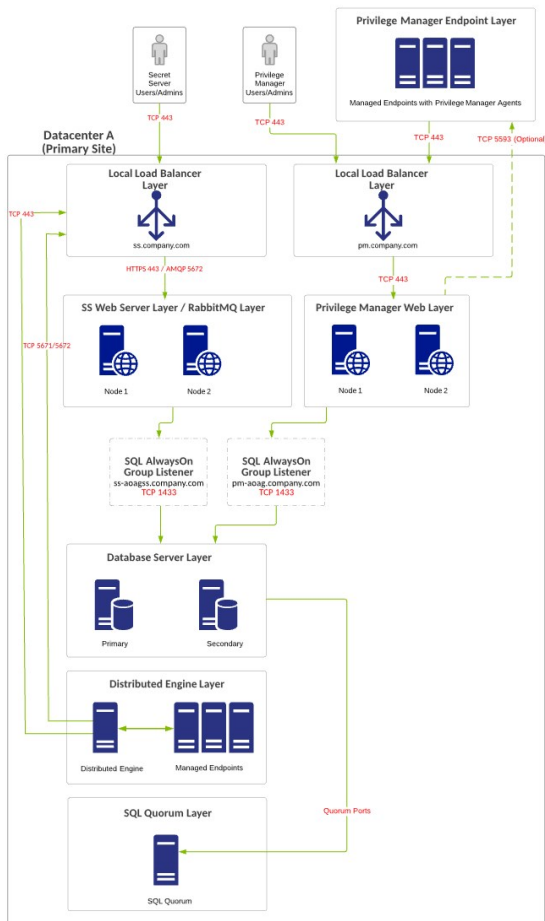 Privilege Manager Endpoint Layer
Managed Endpoints with Privilege Manager Agents
Secret
Server
Users/Admins
Privilege
Manager
Users/Admins
TCP 443
TCP 443
TCP 443
TCP 5593 (Optional
Datacenter A
(Primary Site)
Local Load Balancer
Layer
ss.company.com
Local Load Balancer
Layer
pm.company.com
TCP 443
HTTPS 443 / AMQP 5672
TCP 443
SS Web Server Layer / RabbitMQ Layer
Node 1
Node 2
Privilege Manager Web Layer
Node 1
Node 2
TCP 5671/5672
SQL AlwaysOn
Group Listener
ss-aoagss.company.com
TCP 1433
SQL AlwaysOn
Group Listener
pm-aoag.company.com
TCP 1433
Database Server Layer
Primary
Secondary
Distributed Engine Layer
Distributed Engine
Managed Endpoints
Quorum Ports
SQL Quorum Layer
SQL Quorum